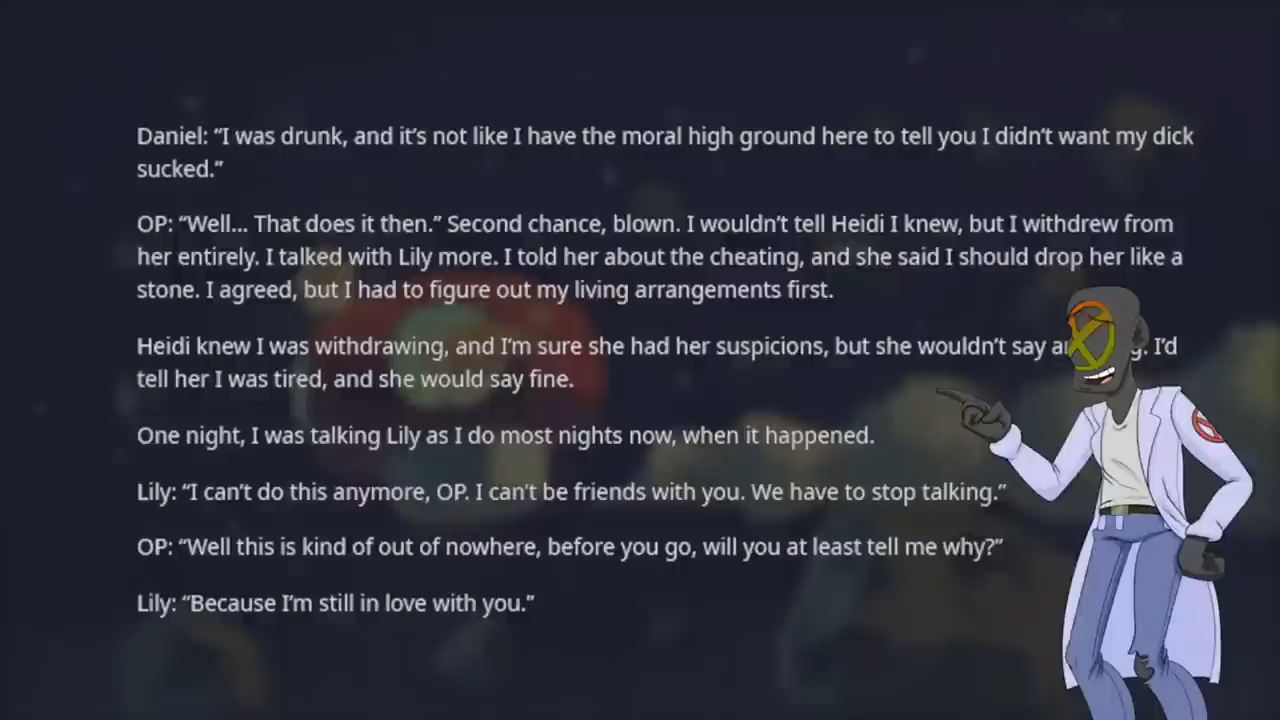 Daniel: “I was drunk, and it’s not like I have the moral high ground here to tell you I didn’t want my dick
sucked.”
OP: “Well... That does it then.” Second chance, blown. I wouldn’t tell Heidi I knew, but I withdrew from
her entirely. I talked with Lily more. I told her about the cheating, and she said I should drop her like a
stone. I agreed, but I had to figure out my living arrangements first.
Heidi knew I was withdrawing, and I’m sure she had her suspicions, but she wouldn’t say I’d
tell her I was tired, and she would say fine.
One night, I was talking Lily as I do most nights now, when it happened.
Lily: “I can’t do this anymore, OP. I can’t be friends with you. We have to stop talking.”
OP: “Well this is kind of out of nowhere, before you go, will you at least tell me why?”
Lily: “Because I’m still in love with you.”